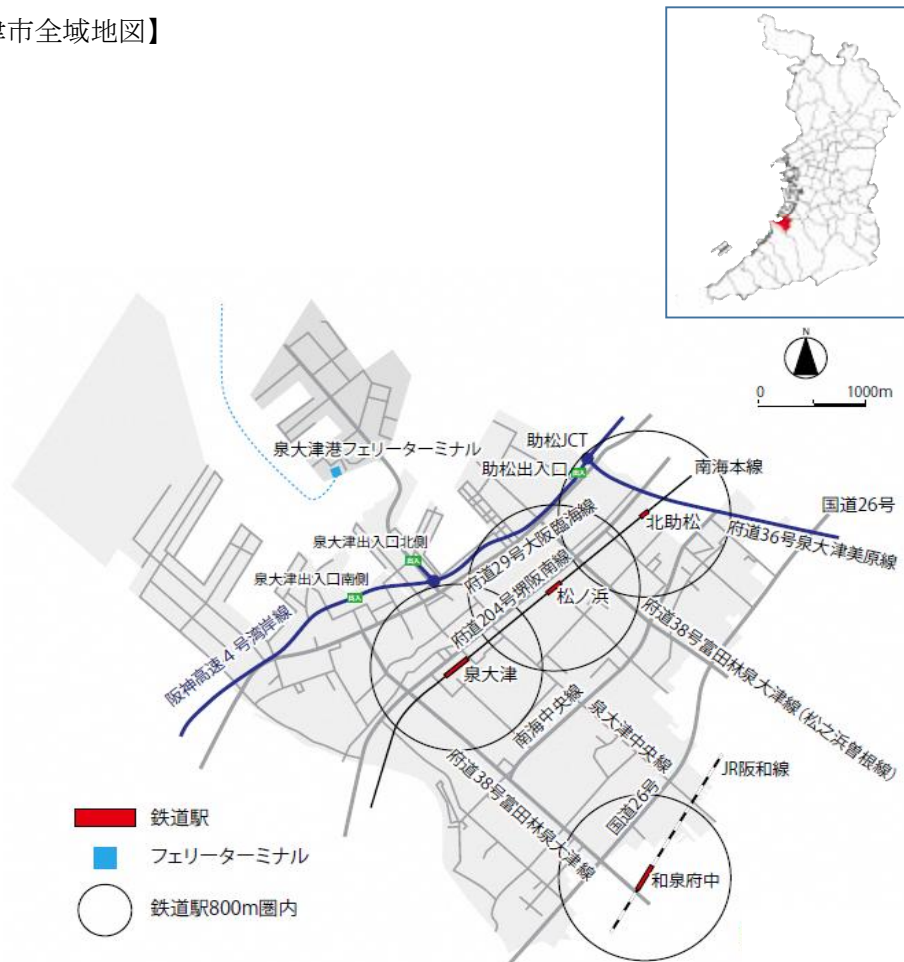 津市全域地図】
N
0 1000m
助松JCT
南海本線
泉大津港フェリーターミナル
助松出入口
出入
国道26号
北助松
府道36号泉大津美原線
泉大津出入口北側
出入
府道29号大阪臨海線
泉大津出入口南側
出入
松ノ浜
府道204号堺阪南線
府道38号富田林泉大津線(松之浜曽根線)
阪神高速4号湾岸線
泉大津
南海中央線
泉大津中央線
JR阪和線
国道26号
府道38号富田林泉大津線
鉄道駅
フェリーターミナル
和泉府中
鉄道駅800m圏内